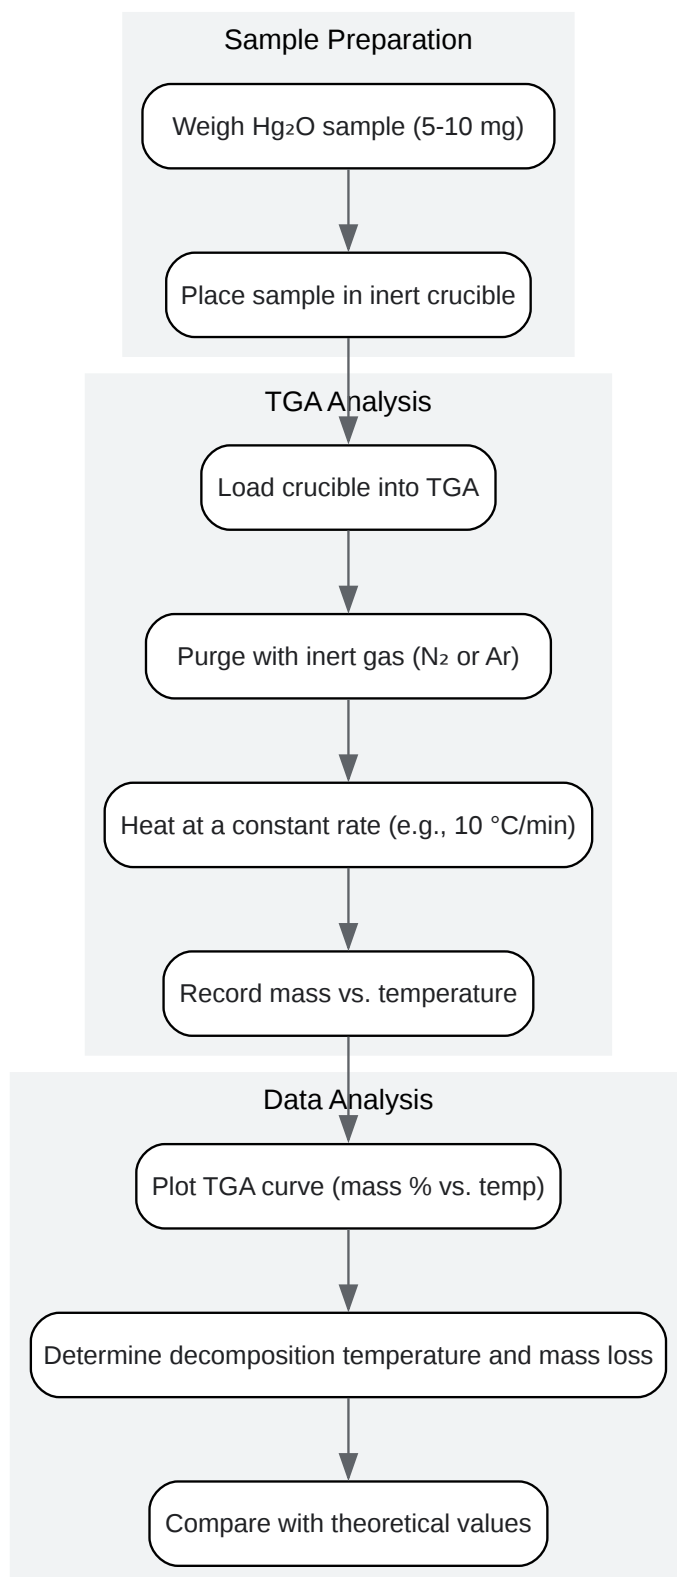 Sample Preparation
Weigh Hg₂O sample (5-10 mg)
Place sample in inert crucible
TGA Analysis
Load crucible into TGA
Purge with inert gas (N₂ or Ar)
Heat at a constant rate (e.g., 10 °C/min)
Record mass vs. temperature
Data Analysis
Plot TGA curve (mass % vs. temp)
Determine decomposition temperature and mass loss
Compare with theoretical values